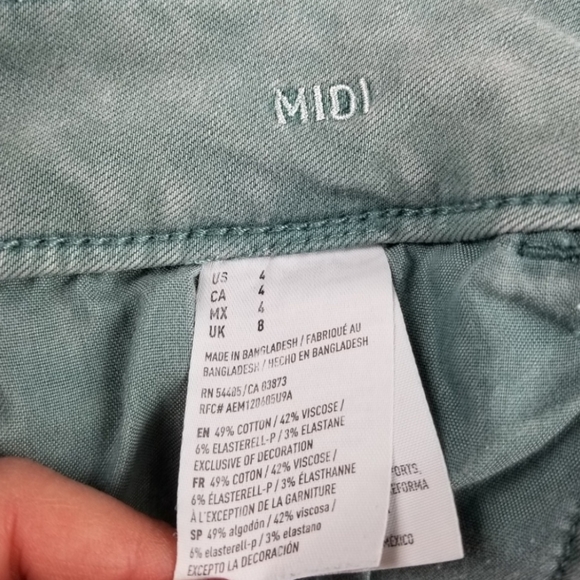 MIDI
US 4
CA 4
MX 4
UK 8
MADE IN BANGLADESH / FABRIQUÉ AU
BANGLADESH / HECHO EN BANGLADESH
RN 54485/CA 03873
RFC# AEM120605U9A
EN 49% COTTON / 42% VISCOSE /
6% ELASTERELL-P / 3% ELASTANE
EXCLUSIVE OF DECORATION
FR 49% COTON / 42% VISCOSE /
6% ÉLASTERELL-P / 3% ÉLASTHANNE
À L'EXCEPTION DE LA GARNITURE
SP 49% algodón / 42% viscosa /
6% elasterell-p / 3% elastano
EXCEPTO LA DECORACIÓN
MÉXICO